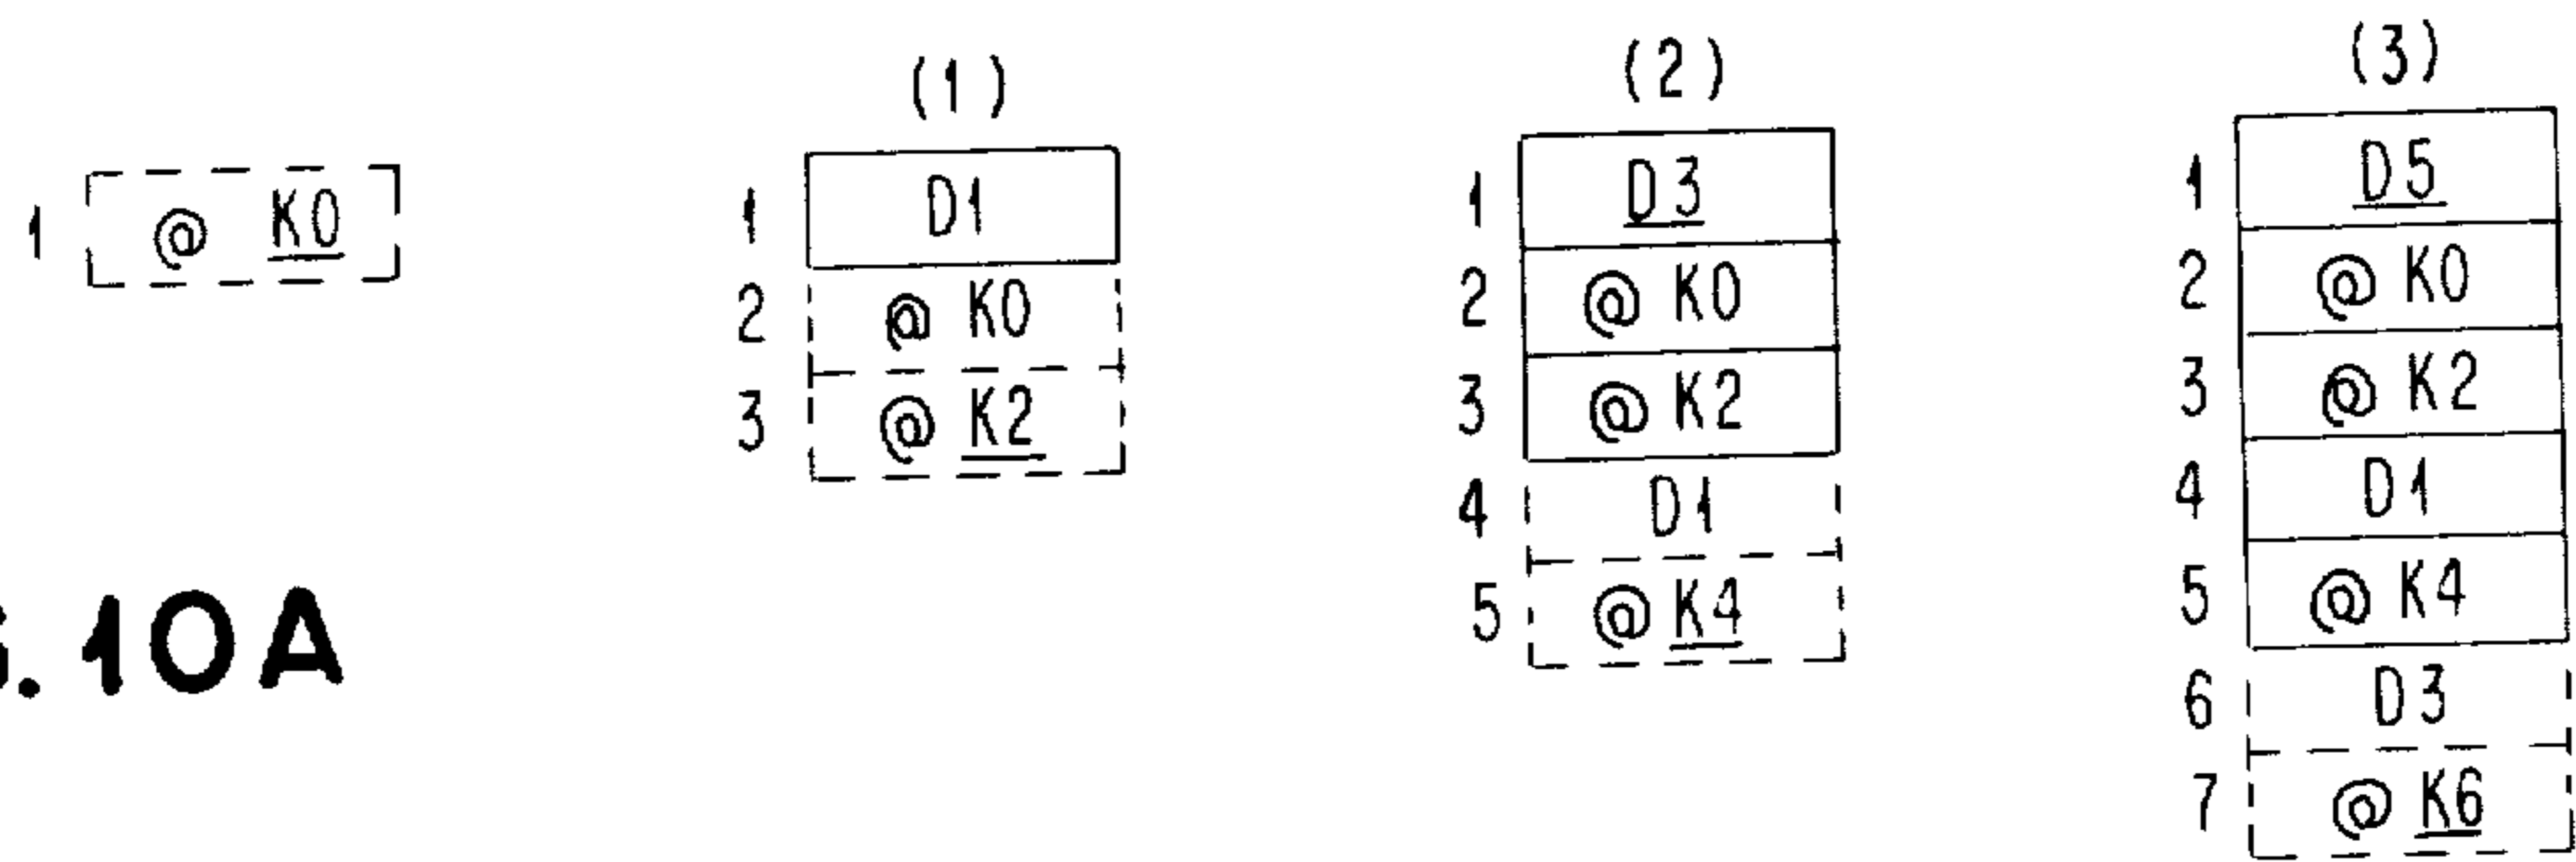 (1)
(2)
(3)
1 @ K0
1 D1
2 @ K0
3 @ K2
1 D3
2 @ K0
3 @ K2
4 D1
5 @ K4
1 D5
2 @ K0
3 @ K2
4 D1
5 @ K4
6 D3
7 @ K6
. 10A